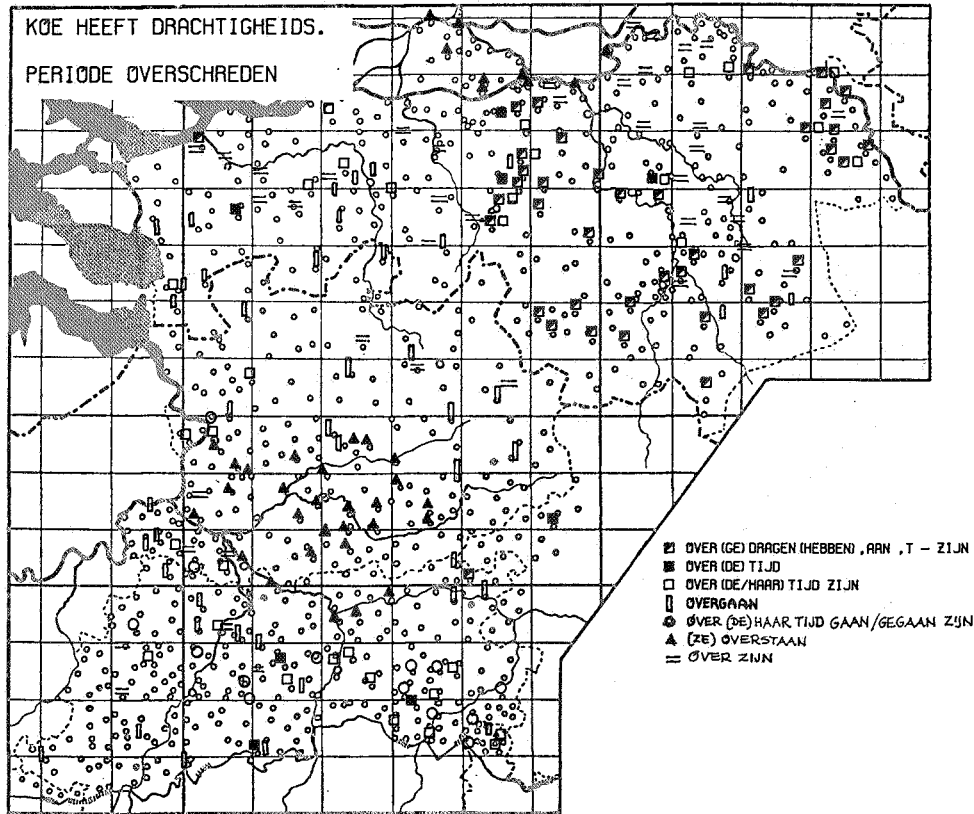 KOE HEEFT DRACHTIGHEIDS.
PERIODE OVERSCHREDEN
OVER (GE) DRAGEN (HEBBEN) , AAN , T - ZIJN
OVER (DE) TIJD
OVER (DE/HAAR) TIJD ZIJN
OVERGAAN
OVER (DE) HAAR TIJD GAAN/GEGAAN ZIJN
(ZE) OVERSTAAN
OVER ZIJN